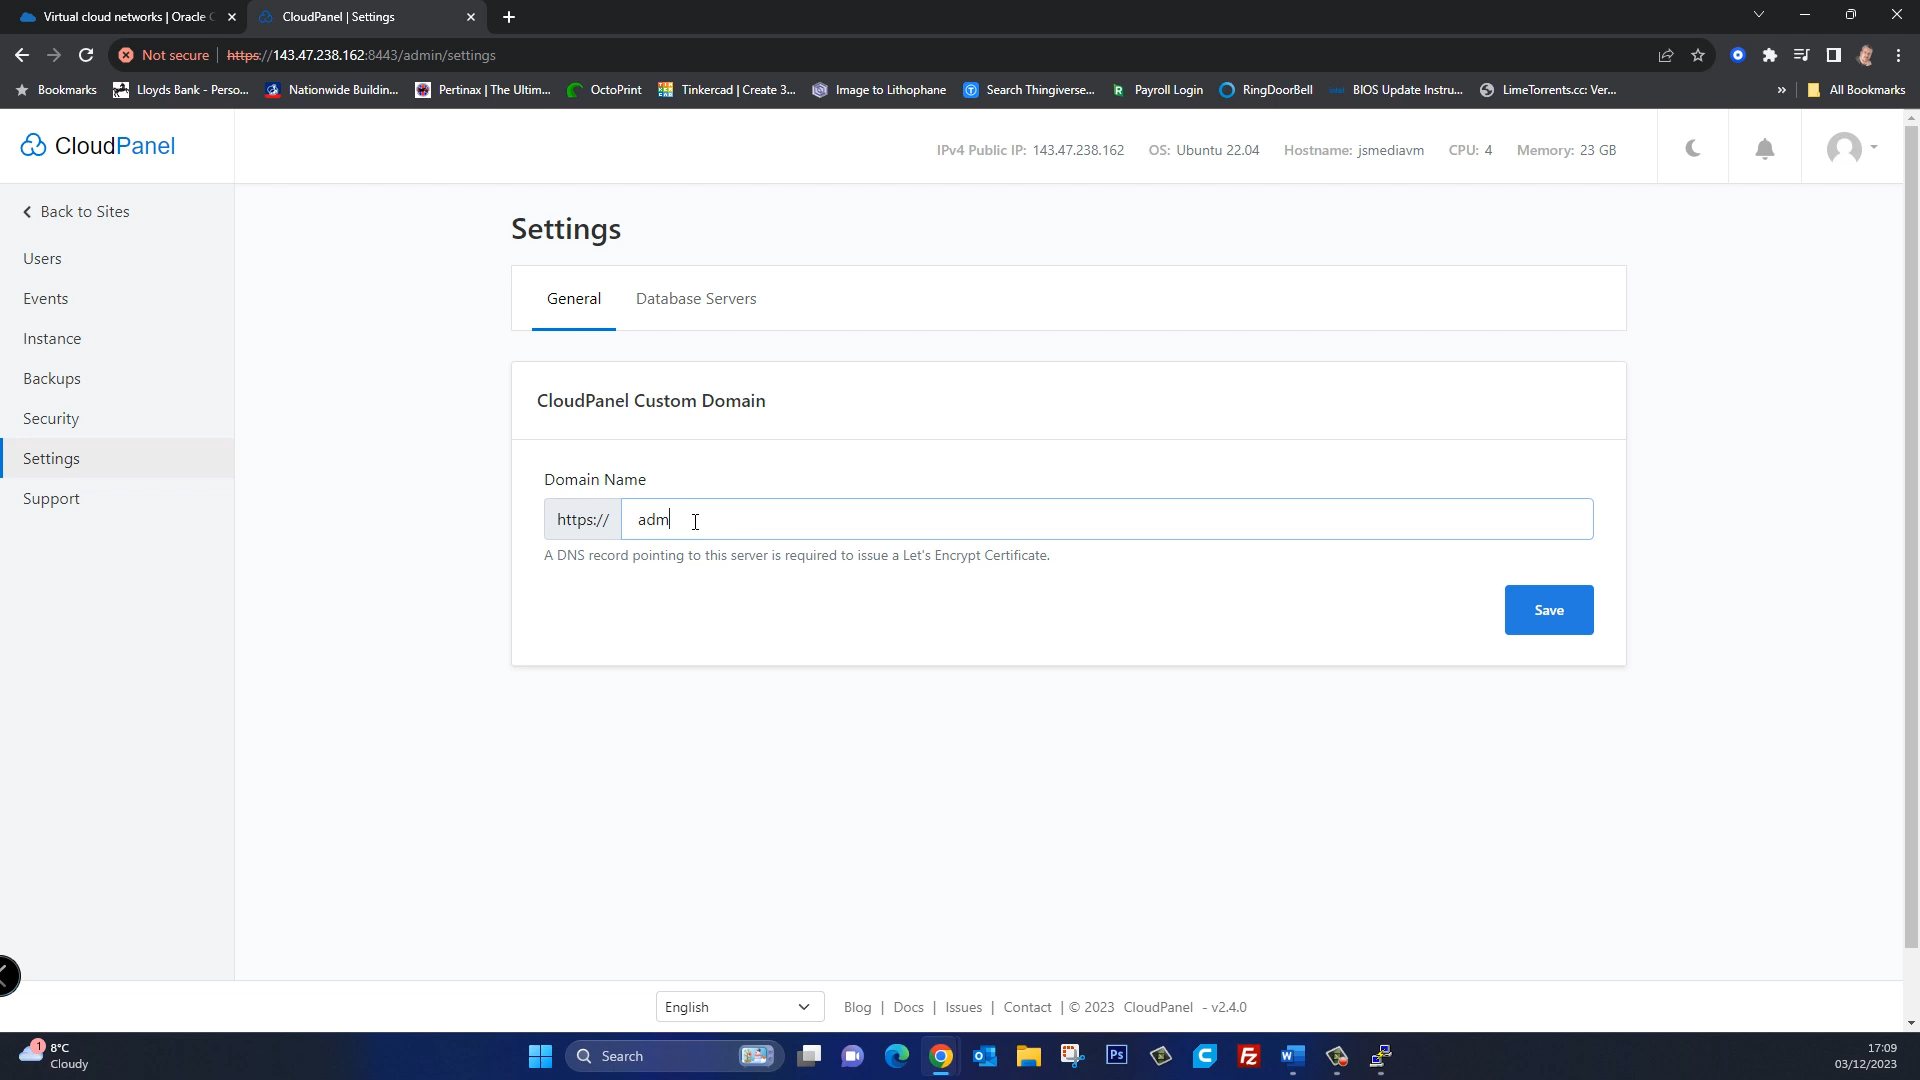 Virtual cloud networks | Oracle C
CloudPanel | Settings
Not secure
https://143.47.238.162:8443/admin/settings
Bookmarks
Lloyds Bank - Perso...
Nationwide Buildin...
Pertinax | The Ultim...
OctoPrint
Tinkercad | Create 3...
Image to Lithophane
Search Thingiverse...
Payroll Login
RingDoorBell
BIOS Update Instru...
LimeTorrents.cc: Ver...
»
All Bookmarks
CloudPanel
IPv4 Public IP: 143.47.238.162
OS: Ubuntu 22.04
Hostname: jsmediavm
CPU: 4
Memory: 23 GB
Back to Sites
Users
Events
Instance
Backups
Security
Settings
Support
Settings
General
Database Servers
CloudPanel Custom Domain
Domain Name
https://
adm
A DNS record pointing to this server is required to issue a Let's Encrypt Certificate.
Save
English
Blog | Docs | Issues | Contact | © 2023 CloudPanel - v2.4.0
1
8°C
Cloudy
Search
Ps
17:09
03/12/2023